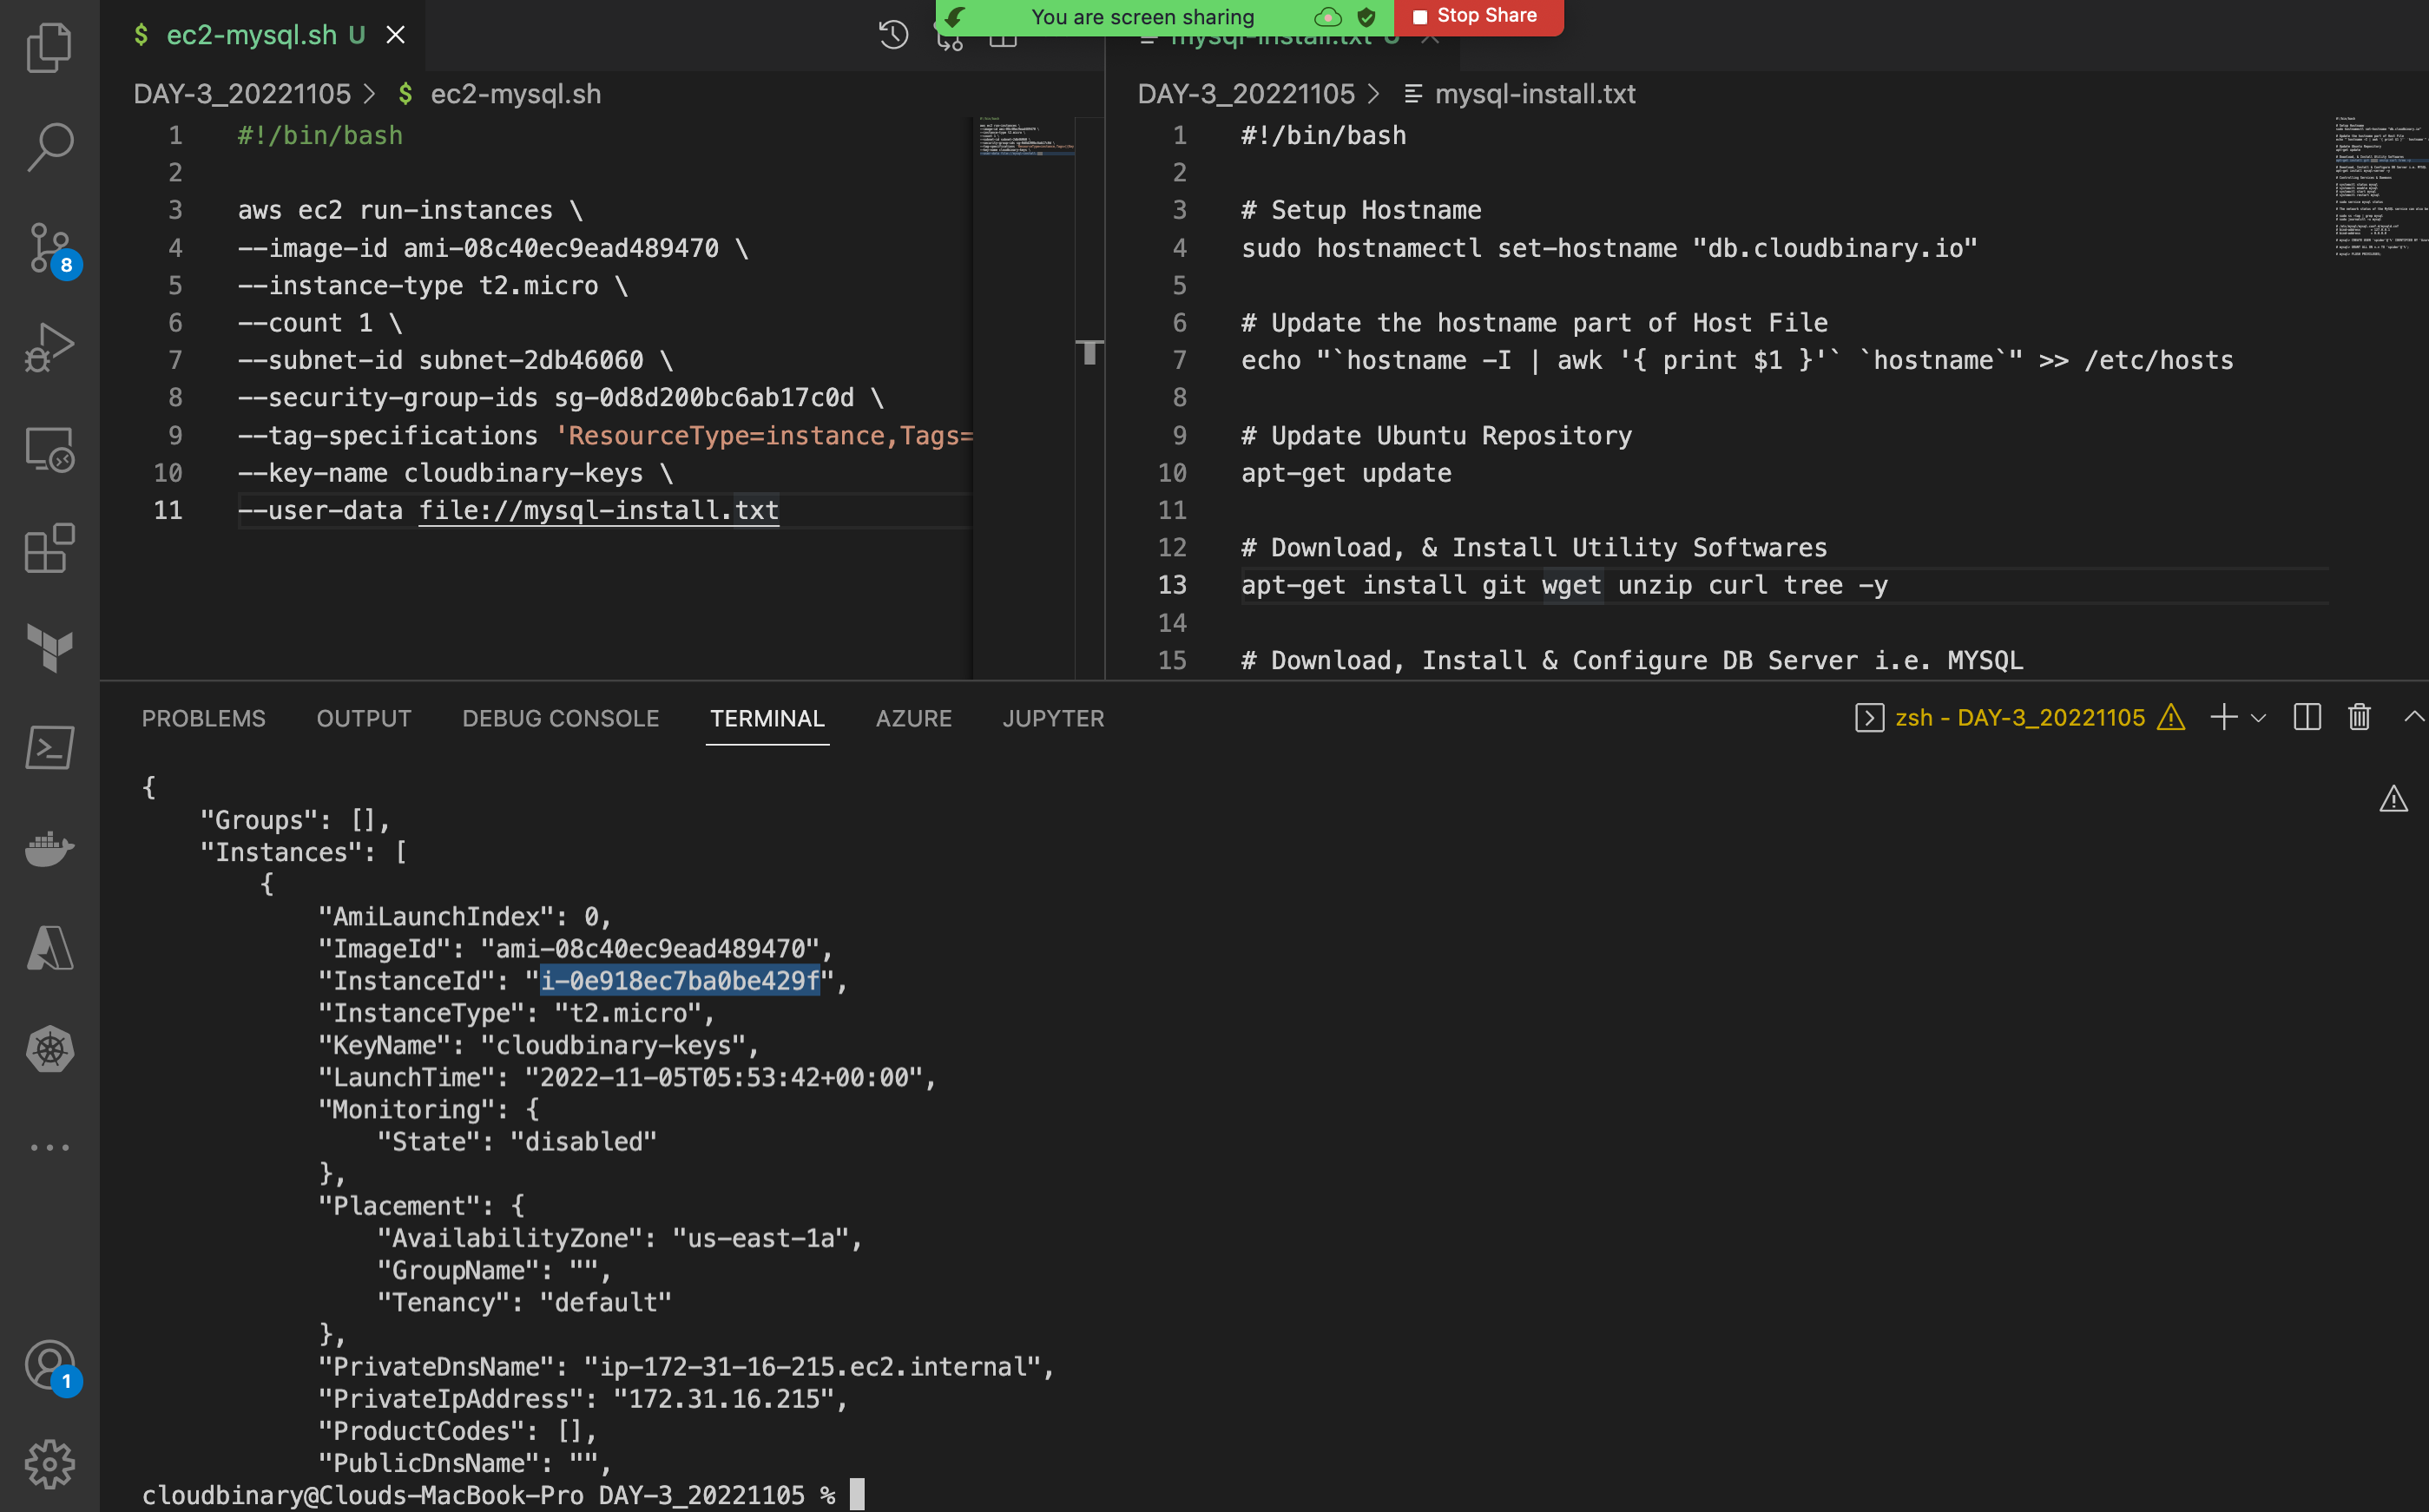 You are screen sharing
Stop Share
ec2-mysql.sh U
mysql-install.txt U
DAY-3_20221105 > $ ec2-mysql.sh
1 #!/bin/bash
2
3 aws ec2 run-instances \
4 --image-id ami-08c40ec9ead489470 \
5 --instance-type t2.micro \
6 --count 1 \
7 --subnet-id subnet-2db46060 \
8 --security-group-ids sg-0d8d200bc6ab17c0d \
9 --tag-specifications 'ResourceType=instance,Tags=
10 --key-name cloudbinary-keys \
11 --user-data file://mysql-install.txt
DAY-3_20221105 > mysql-install.txt
1 #!/bin/bash
2
3 # Setup Hostname
4 sudo hostnamectl set-hostname "db.cloudbinary.io"
5
6 # Update the hostname part of Host File
7 echo "`hostname -I | awk '{ print $1 }'` `hostname`" >> /etc/hosts
8
9 # Update Ubuntu Repository
10 apt-get update
11
12 # Download, & Install Utility Softwares
13 apt-get install git wget unzip curl tree -y
14
15 # Download, Install & Configure DB Server i.e. MYSQL
8
1
PROBLEMS OUTPUT DEBUG CONSOLE TERMINAL AZURE JUPYTER
zsh - DAY-3_20221105
{
"Groups": [],
"Instances": [
{
"AmiLaunchIndex": 0,
"ImageId": "ami-08c40ec9ead489470",
"InstanceId": "i-0e918ec7ba0be429f",
"InstanceType": "t2.micro",
"KeyName": "cloudbinary-keys",
"LaunchTime": "2022-11-05T05:53:42+00:00",
"Monitoring": {
"State": "disabled"
},
"Placement": {
"AvailabilityZone": "us-east-1a",
"GroupName": "",
"Tenancy": "default"
},
"PrivateDnsName": "ip-172-31-16-215.ec2.internal",
"PrivateIpAddress": "172.31.16.215",
"ProductCodes": [],
"PublicDnsName": "",
cloudbinary@Clouds-MacBook-Pro DAY-3_20221105 %